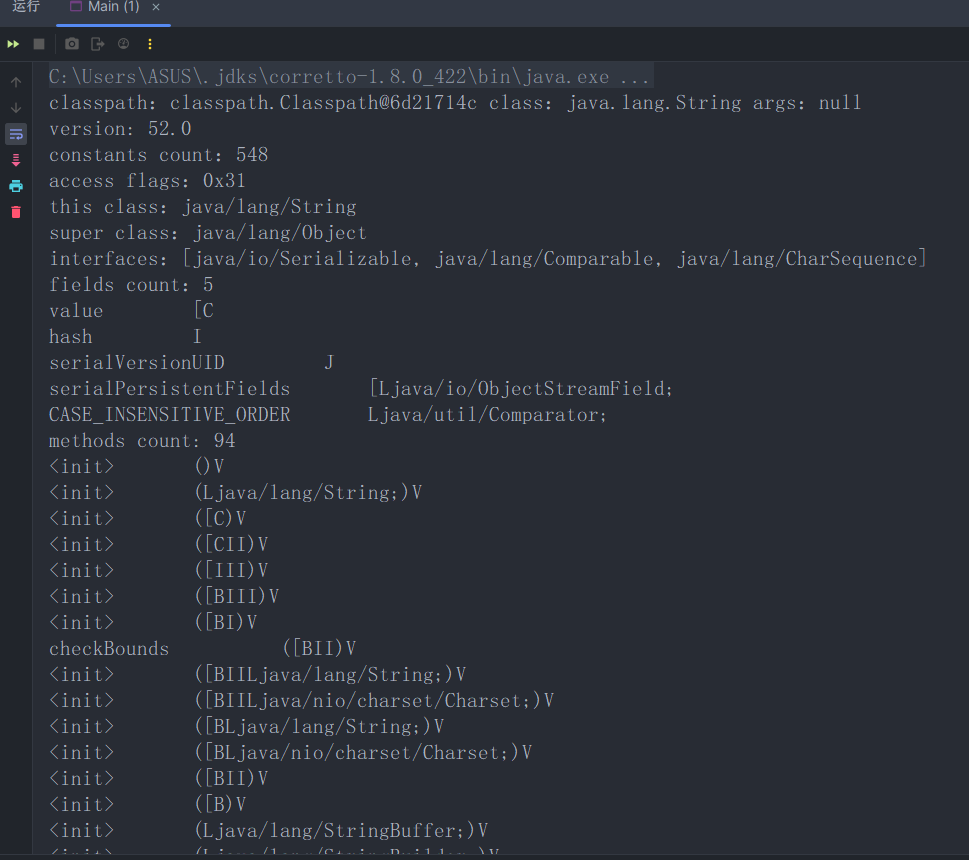 运行 Main (1) ×
C:\Users\ASUS\.jdks\corretto-1.8.0_422\bin\java.exe ...
classpath: classpath.Classpath@6d21714c class: java.lang.String args: null
version: 52.0
constants count: 548
access flags: 0x31
this class: java/lang/String
super class: java/lang/Object
interfaces: [java/io/Serializable, java/lang/Comparable, java/lang/CharSequence]
fields count: 5
value [C
hash I
serialVersionUID J
serialPersistentFields [Ljava/io/ObjectStreamField;
CASE_INSENSITIVE_ORDER Ljava/util/Comparator;
methods count: 94
<init> ()V
<init> (Ljava/lang/String;)V
<init> ([C)V
<init> ([CII)V
<init> ([III)V
<init> ([BIII)V
<init> ([BI)V
checkBounds ([BII)V
<init> ([BIILjava/lang/String;)V
<init> ([BIILjava/nio/charset/Charset;)V
<init> ([BLjava/lang/String;)V
<init> ([BLjava/nio/charset/Charset;)V
<init> ([BII)V
<init> ([B)V
<init> (Ljava/lang/StringBuffer;)V
<init> (Ljava/lang/StringBuilder;)V